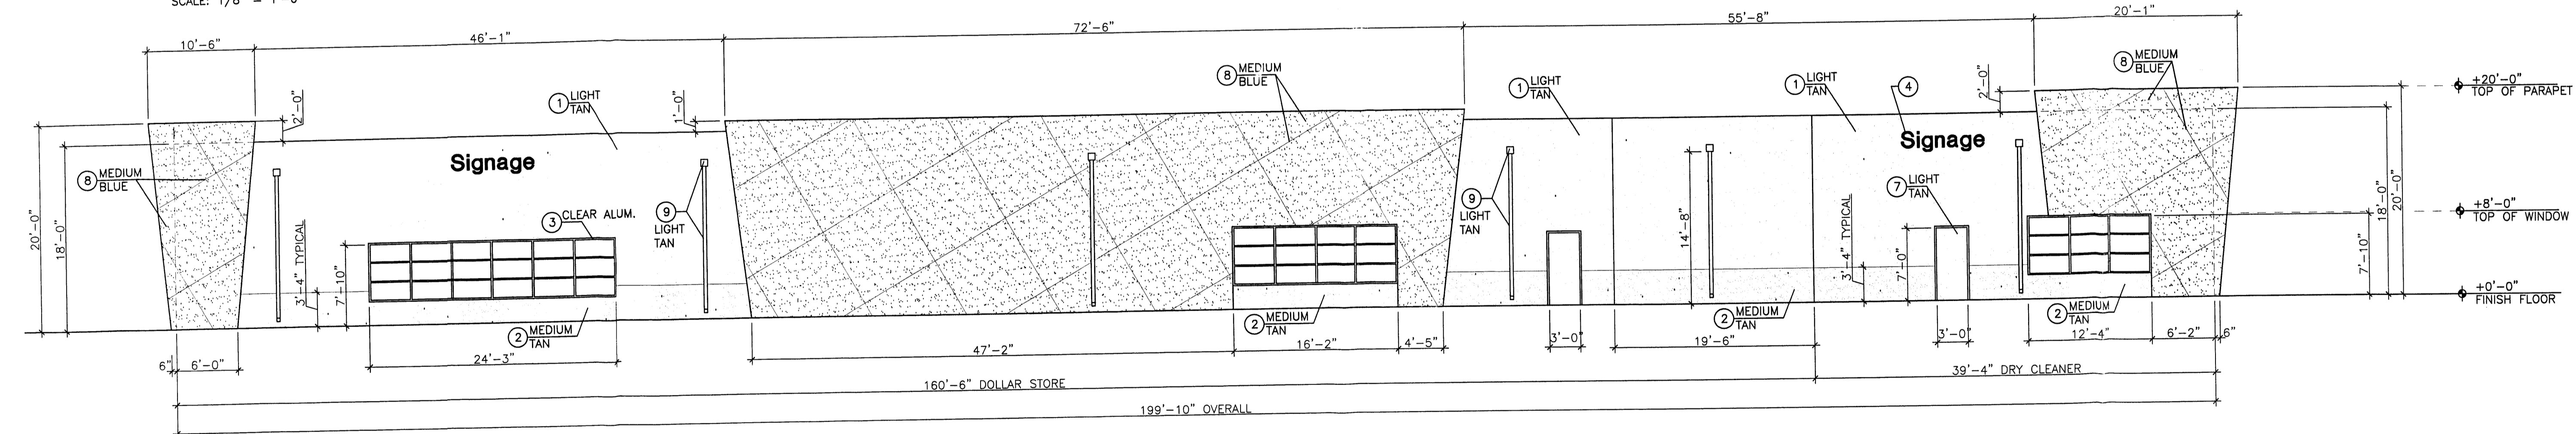 10'-6"
46'-1"
72'-6"
55'-8"
20'-1"
8 MEDIUM
BLUE
1 LIGHT
TAN
8 MEDIUM
BLUE
1 LIGHT
TAN
1 LIGHT
TAN
4
8 MEDIUM
BLUE
+20'-0"
TOP OF PARAPET
2'-0"
1'-0"
2'-0"
20'-0"
18'-0"
Signage
Signage
3 CLEAR ALUM.
9
LIGHT
TAN
9
LIGHT
TAN
7 LIGHT
TAN
14'-8"
18'-0"
20'-0"
+8'-0"
TOP OF WINDOW
3'-4" TYPICAL
7'-10"
3'-4" TYPICAL
7'-0"
7'-10"
+0'-0"
FINISH FLOOR
2 MEDIUM
TAN
2 MEDIUM
TAN
2 MEDIUM
TAN
2 MEDIUM
TAN
6"
6'-0"
24'-3"
47'-2"
16'-2"
4'-5"
3'-0"
19'-6"
3'-0"
12'-4"
6'-2"
6"
160'-6" DOLLAR STORE
39'-4" DRY CLEANER
199'-10" OVERALL